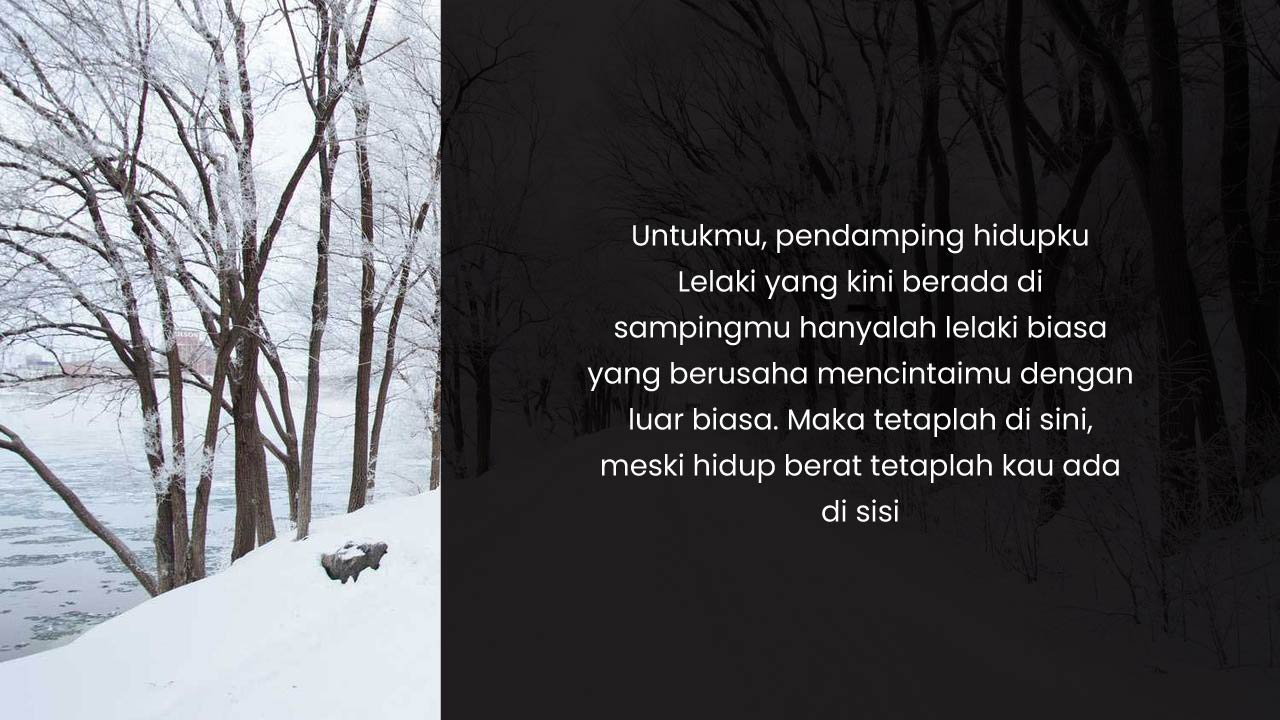 Untukmu, pendamping hidupku
Lelaki yang kini berada di
sampingmu hanyalah lelaki biasa
yang berusaha mencintaimu dengan
luar biasa. Maka tetaplah di sini,
meski hidup berat tetaplah kau ada
di sisi